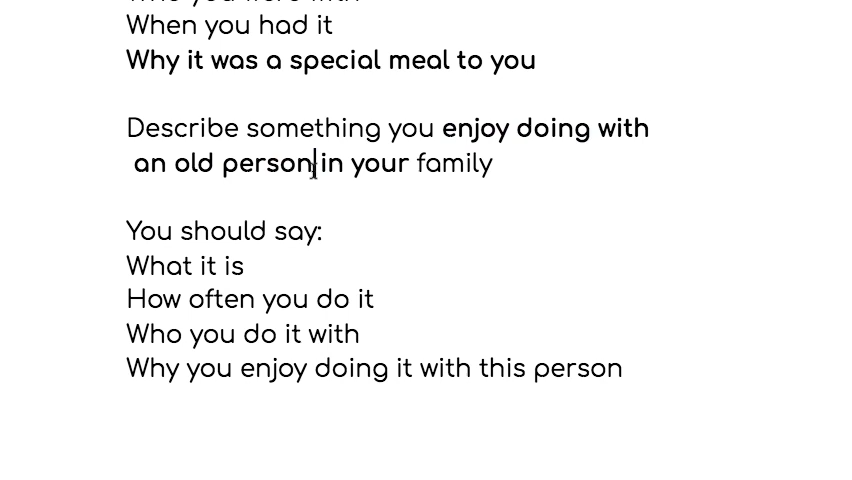 When you had it
Why it was a special meal to you
Describe something you enjoy doing with
an old person in your family
You should say:
What it is
How often you do it
Who you do it with
Why you enjoy doing it with this person